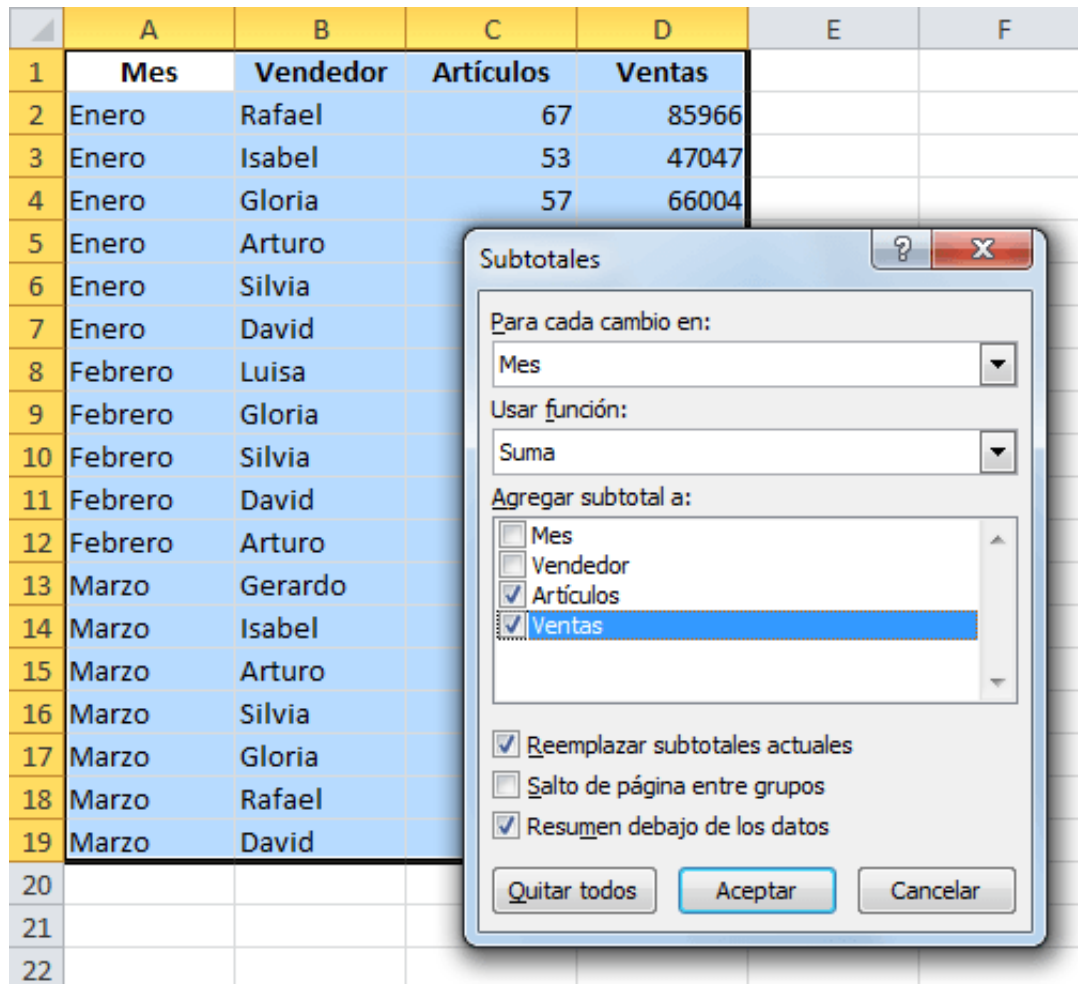 A B C D E F
1 Mes Vendedor Artículos Ventas
2 Enero Rafael 67 85966
3 Enero Isabel 53 47047
4 Enero Gloria 57 66004
5 Enero Arturo
6 Enero Silvia
7 Enero David
8 Febrero Luisa
9 Febrero Gloria
10 Febrero Silvia
11 Febrero David
12 Febrero Arturo
13 Marzo Gerardo
14 Marzo Isabel
15 Marzo Arturo
16 Marzo Silvia
17 Marzo Gloria
18 Marzo Rafael
19 Marzo David
20
21
22
Subtotales ?
Para cada cambio en:
Mes
Usar función:
Suma
Agregar subtotal a:
Mes
Vendedor
Artículos
Ventas
Reemplazar subtotales actuales
Salto de página entre grupos
Resumen debajo de los datos
Quitar todos Aceptar Cancelar